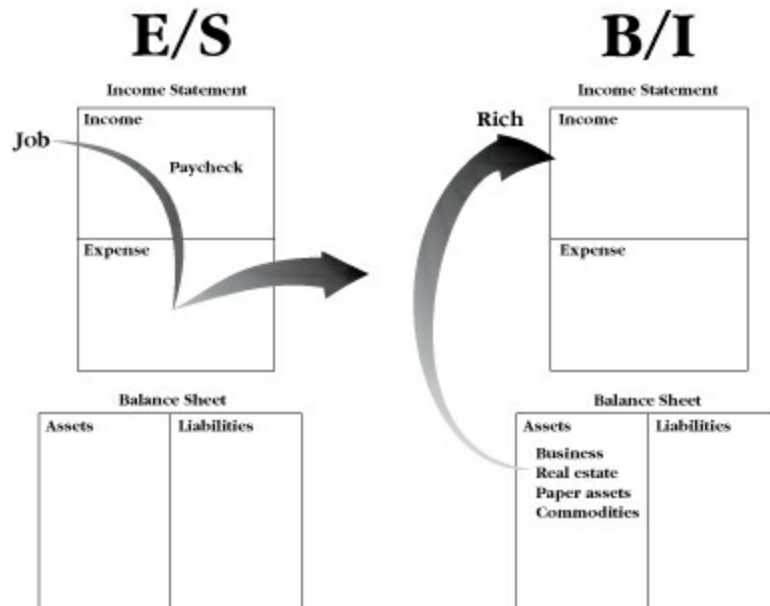 E/S
Income Statement
Income
Job
Paycheck
Expense
Balance Sheet
Assets
Liabilities
B/I
Income Statement
Rich
Income
Expense
Balance Sheet
Assets
Liabilities
Business
Real estate
Paper assets
Commodities